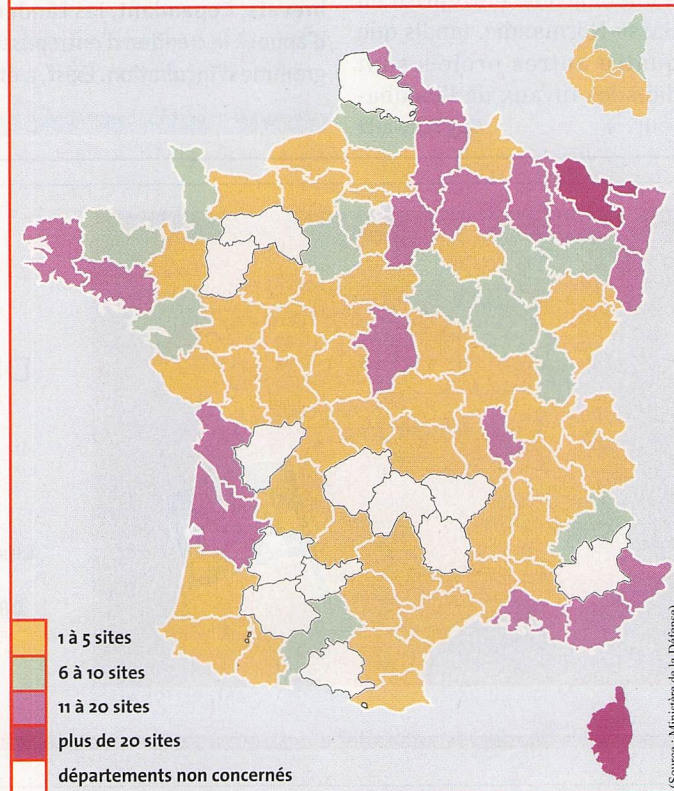 1 à 5 sites
6 à 10 sites
11 à 20 sites
plus de 20 sites
départements non concernés
(Source : Ministère de la Défense)